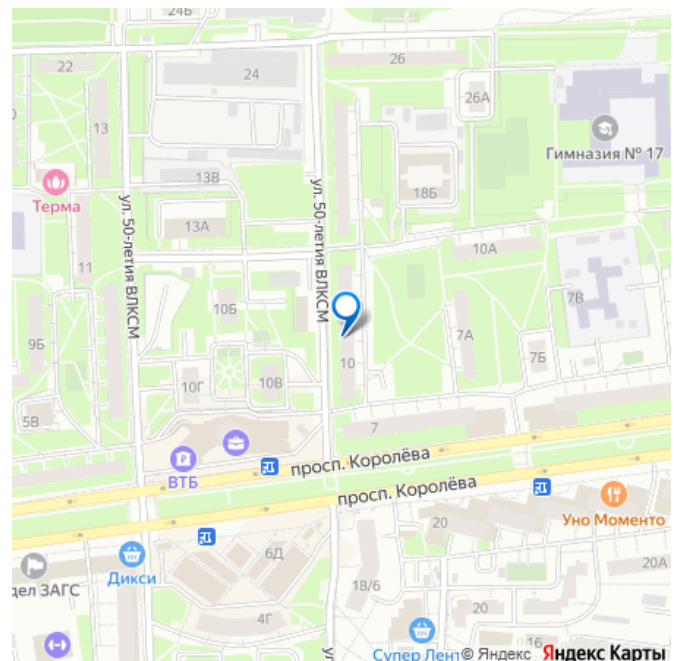 24Б
22
24
26
26А
13
Гимназия № 17
13В
18Б
Терма
ул. 50-летия ВЛКСМ
13А
10А
11
ул. 50-летия ВЛКСМ
7В
10Б
9Б
7А
7Б
10
10Г
10В
5В
7
просп. Королёва
ВТБ
просп. Королёва
Уно Моменто
20
6Д
Дикси
20А
дел ЗАГС
18/6
4Г
20
16
Супер Лент
© Яндекс Яндекс Карты